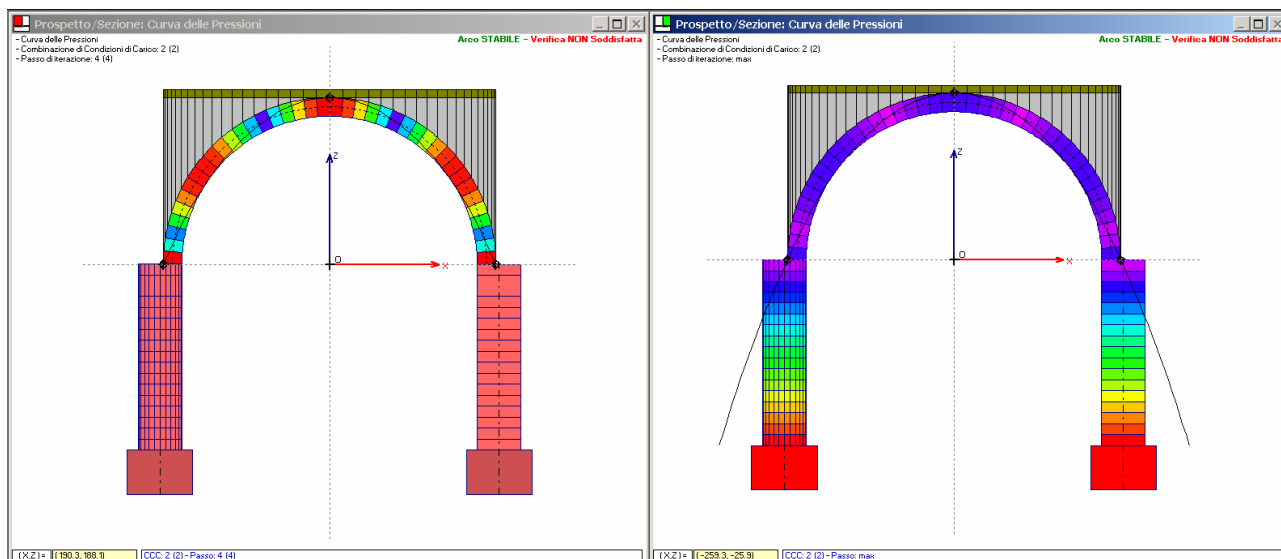 Prospetto/Sezione: Curva delle Pressioni
- Curva delle Pressioni
- Combinazione di Condizioni di Carico: 2 (2)
- Passo di iterazione: 4 (4)
Arco STABILE - Verifica NON Soddisfatta
Z
O
X
(X,Z) =
(190.3, 188.1)
CCC: 2 (2) - Passo: 4 (4)
Prospetto/Sezione: Curva delle Pressioni
- Curva delle Pressioni
- Combinazione di Condizioni di Carico: 2 (2)
- Passo di iterazione: max
Arco STABILE - Verifica NON Soddisfatta
Z
O
X
(X,Z) =
(-259.3, -25.9)
CCC: 2 (2) - Passo: max